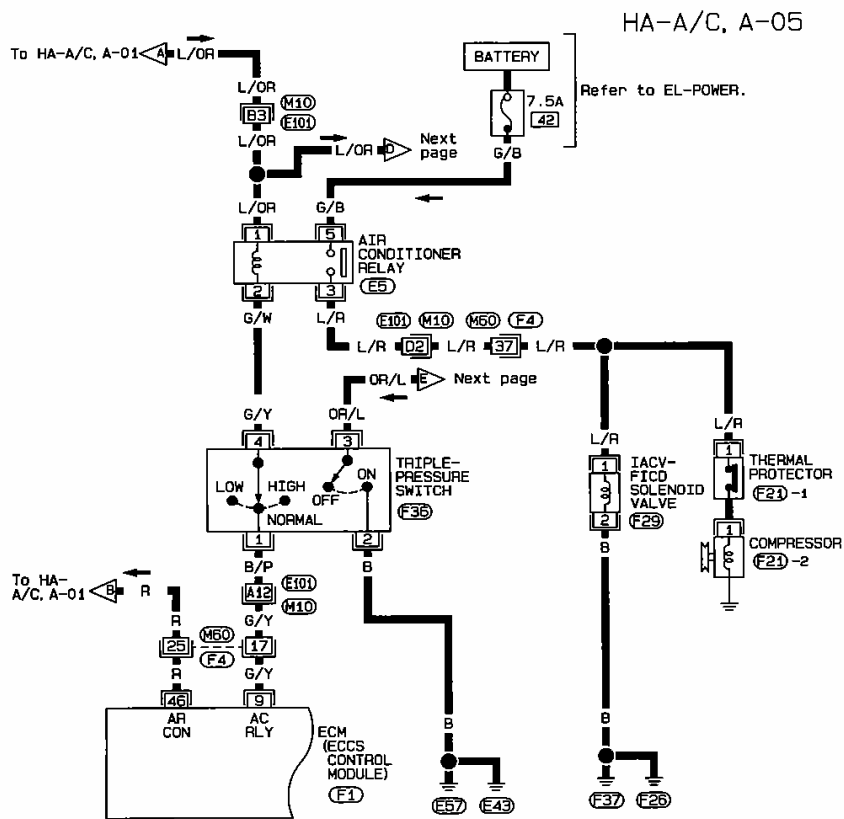 HA-A/C, A-05
To HA-A/C, A-01
A
L/OR
BATTERY
L/OR
7.5A
Refer to EL-POWER.
B3
M10
42
E101
L/OR
L/OR
D
Next
page
G/B
L/OR
G/B
1
5
AIR
CONDITIONER
RELAY
E5
2
3
G/W
L/R
E101
M10
M60
F4
L/R
D2
L/R
37
L/R
OR/L
E
Next page
G/Y
OR/L
L/R
L/R
4
3
TRIPLE-
PRESSURE
SWITCH
F36
LOW
HIGH
NORMAL
OFF
ON
1
2
1
IACV-
FICD
SOLENOID
VALVE
F29
2
1
THERMAL
PROTECTOR
F21 -1
1
COMPRESSOR
F21 -2
B/P
B
B
To HA-
A/C, A-01
B
R
A12
E101
M10
R
M60
G/Y
25
17
F4
R
G/Y
46
9
AR
CON
AC
RLY
ECM
(ECCS
CONTROL
MODULE)
F1
B
B
E57
E43
F37
F26